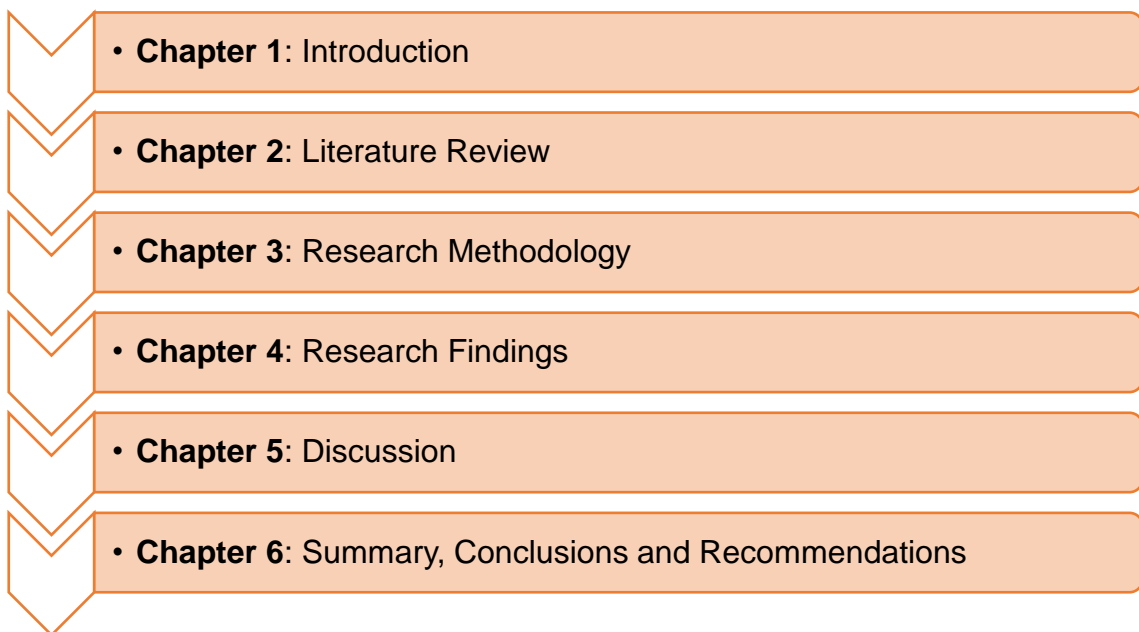 • Chapter 1: Introduction
• Chapter 2: Literature Review
• Chapter 3: Research Methodology
• Chapter 4: Research Findings
• Chapter 5: Discussion
• Chapter 6: Summary, Conclusions and Recommendations